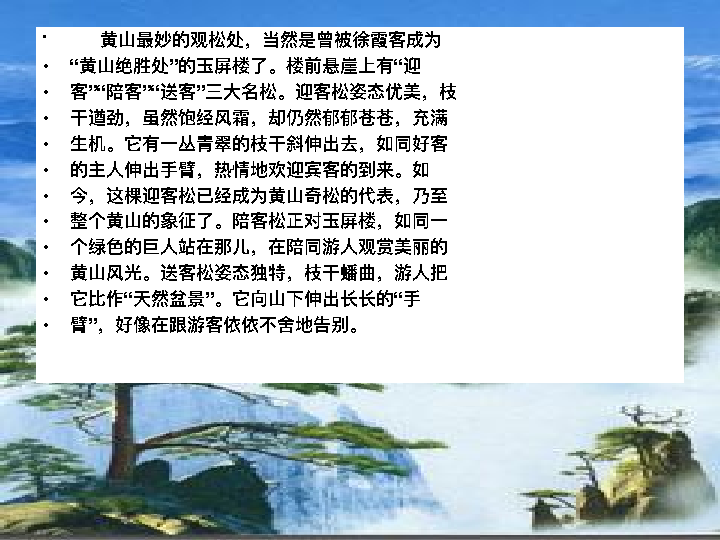 • 黄山最妙的观松处，当然是曾被徐霞客成为
• “黄山绝胜处”的玉屏楼了。楼前悬崖上有“迎
• 客”“陪客”“送客”三大名松。迎客松姿态优美，枝
• 干遒劲，虽然饱经风霜，却仍然郁郁苍苍，充满
• 生机。它有一丛青翠的枝干斜伸出去，如同好客
• 的主人伸出手臂，热情地欢迎宾客的到来。如
• 今，这棵迎客松已经成为黄山奇松的代表，乃至
• 整个黄山的象征了。陪客松正对玉屏楼，如同一
• 个绿色的巨人站在那儿，在陪同游人观赏美丽的
• 黄山风光。送客松姿态独特，枝干蟠曲，游人把
• 它比作“天然盆景”。它向山下伸出长长的“手
• 臂”，好像在跟游客依依不舍地告别。